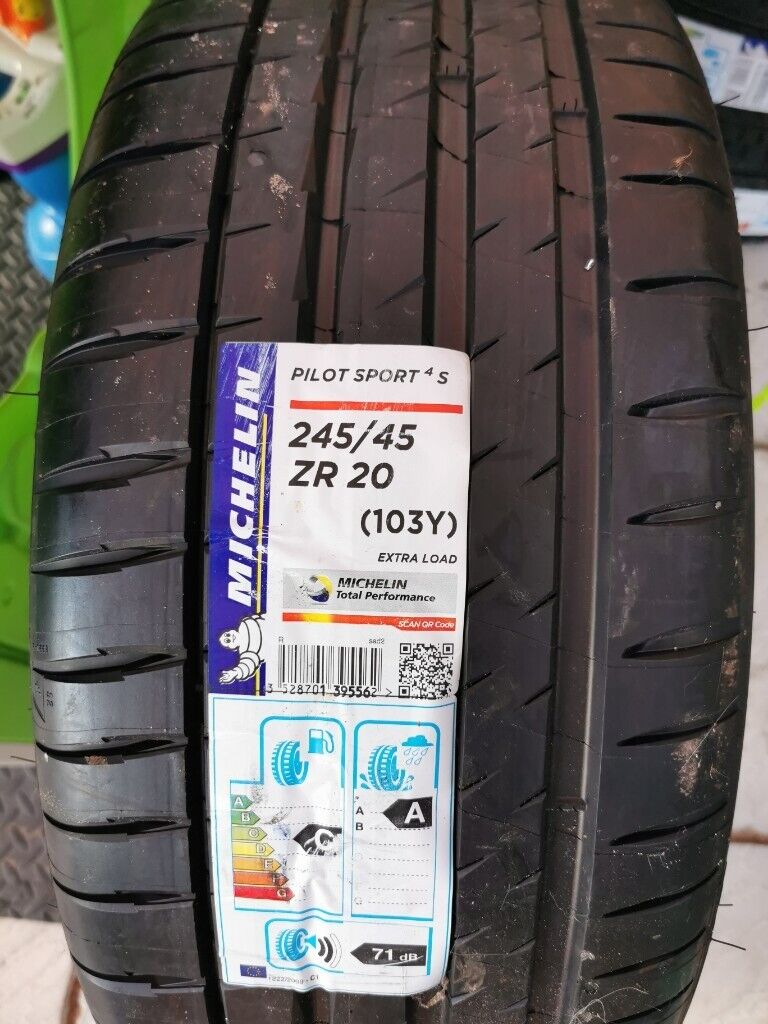 PILOT SPORT 4 S
MICHELIN
245/45
ZR 20
(103Y)
EXTRA LOAD
MICHELIN
Total Performance
SCAN QR Code
R
3 528701 395562 >
A
B
C
D
E
F
G
C
A
B
G
A
71 dB